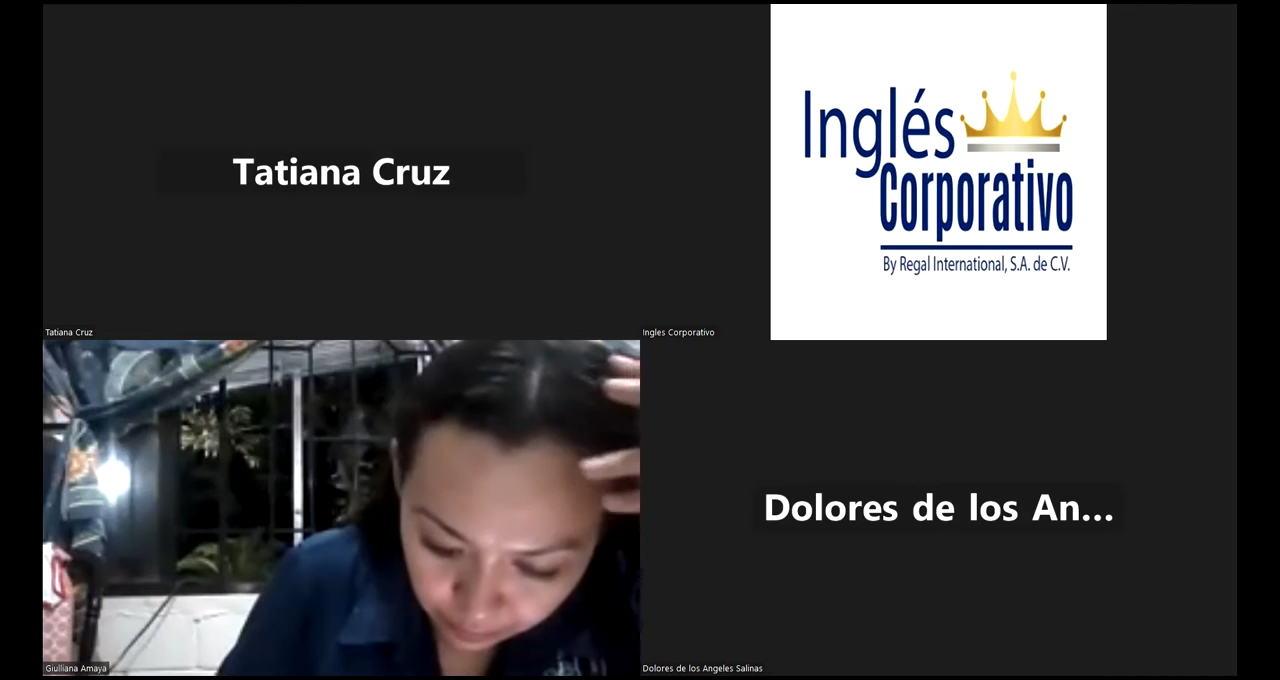 Tatiana Cruz
Inglés
Corporativo
By Regal International, S.A. de C.V.
Tatiana Cruz
Ingles Corporativo
Dolores de los An...
Giulliana Amaya
Dolores de los Angeles Salinas